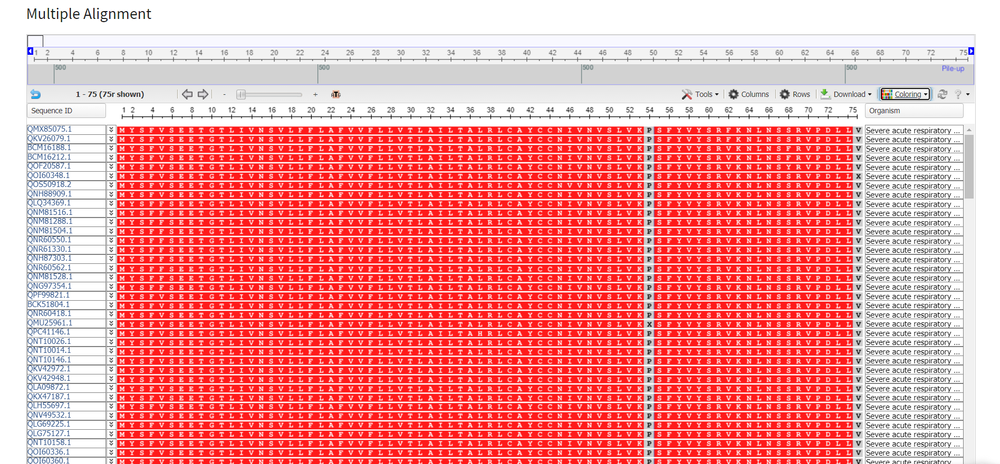 Multiple Alignment
1 2 4 6 8 10 12 14 16 18 20 22 24 26 28 30 32 34 36 38 40 42 44 46 48 50 52 54 56 58 60 62 64 66 68 70 72 75
500 500 500 500 Pile-up
1 - 75 (75r shown) - + ATG Tools Columns Rows Download Coloring ?
Sequence ID 1 2 4 6 8 10 12 14 16 18 20 22 24 26 28 30 32 34 36 38 40 42 44 46 48 50 52 54 56 58 60 62 64 66 68 70 72 75 Organism
QMX85075.1 MYSFVSEETGTLIVNSVLFFLAFVVFLLVTLAILTALRLCAYCCNIVNVSLVKPSFYVYSRFKNLNSSRVPDLLV Severe acute respiratory ...
QKV26079.1 MYSFVSEETGTLIVNSVLLFLAFVVFLLVTLAILTALRLCAYCCNIVNVSLVKPSFYVYSRFKNLNSSRVPDLLV Severe acute respiratory ...
BCM16188.1 MYSFVSEETGTLIVNSVLLFLAFVVFLLVTLAILTALRLCAYCCNIVNVSLVKPSFYVYSRVKNLNSFRVPDLLV Severe acute respiratory ...
BCM16212.1 MYSFVSEETGTLIVNSVLLFLAFVVFLLVTLAILTALRLCAYCCNIVNVSLVKPSFYVYSRVKNLNSFRVPDLLV Severe acute respiratory ...
QOF20587.1 MYSFVSEETGTLIVNSVLLFLAFVVFLLVTLAILTALRLCAYCCNIVNVSLVKPSFYVYSRVKNLNSYRVPDLLV Severe acute respiratory ...
QOI60348.1 MYSFVSEETGTLIVNSVLLFLAFVVFLLVTLAILTALRLCAYCCNIVNVSLVKPSFYVYSRVKNLNSSRVPDLLX Severe acute respiratory ...
QOS50918.2 MYSFVSEETGTLIVNSVLLFLAFVVFLLVTLAILTALRLCAYCCNVVNVSLVKPSFYVYSRVKNLNSSRVPDLLV Severe acute respiratory ...
QNH88909.1 MYSFVSEETGTLIVNSVLLFLAFVVFLLVTLAILTALRLCAYCCNIVNVSLVKPSFYVYSRVKDLNSSRVPDLLV Severe acute respiratory ...
QLQ34369.1 MYSFFSEETGTLIVNSVLLFLAFVVFLLVTLAILTALRLCAYCCNIVNVSLVKPSFYVYSRVKNLNSSRVPDLLV Severe acute respiratory ...
QNM81516.1 MYSFFSEETGTLIVNSVLLFLAFVVFLLVTLAILTALRLCAYCCNIVNVSLVKPSFYVYSRVKNLNSSRVPDLLV Severe acute respiratory ...
QNM81288.1 MYSFFSEETGTLIVNSVLLFLAFVVFLLVTLAILTALRLCAYCCNIVNVSLVKPSFYVYSRVKNLNSSRVPDLLV Severe acute respiratory ...
QNM81504.1 MYSFFSEETGTLIVNSVLLFLAFVVFLLVTLAILTALRLCAYCCNIVNVSLVKPSFYVYSRVKNLNSSRVPDLLV Severe acute respiratory ...
QNR60550.1 MYSFFSEETGTLIVNSVLLFLAFVVFLLVTLAILTALRLCAYCCNIVNVSLVKPSFYVYSRVKNLNSSRVPDLLV Severe acute respiratory ...
QNR61330.1 MYSFFSEETGTLIVNSVLLFLAFVVFLLVTLAILTALRLCAYCCNIVNVSLVKPSFYVYSRVKNLNSSRVPDLLV Severe acute respiratory ...
QNH87303.1 MYSFFSEETGTLIVNSVLLFLAFVVFLLVTLAILTALRLCAYCCNIVNVSLVKPSFYVYSRVKNLNSSRVPDLLV Severe acute respiratory ...
QNR60562.1 MYSFFSEETGTLIVNSVLLFLAFVVFLLVTLAILTALRLCAYCCNIVNVSLVKPSFYVYSRVKNLNSSRVPDLLV Severe acute respiratory ...
QNM81528.1 MYSFFSEETGTLIVNSVLLFLAFVVFLLVTLAILTALRLCAYCCNIVNVSLVKPSFYVYSRVKNLNSSRVPDLLV Severe acute respiratory ...
QNG97354.1 MYSFFSEETGTLIVNSVLLFLAFVVFLLVTLAILTALRLCAYCCNIVNVSLVKPSFYVYSRVKNLNSSRVPDLLV Severe acute respiratory ...
QPF99821.1 MYSFVSEEIGTLIVNSVLLFLAFVVFLLVTLAILTALRLCAYCCNIVNVSLVKPSFYVYSRVKNLNSSRVPDLLV Severe acute respiratory ...
BCK51804.1 MYSFVSEEIGTLIVNSVLLFLAFVVFLLVTLAILTALRLCAYCCNIVNVSLVKPSFYVYSRVKNLNSSRVPDLLV Severe acute respiratory ...
QNR60418.1 MYSFVSEETGTLIVNSVLLFLAFVVFLPVTLAILTALRLCAYCCNIVNVSLVKPSFYVYSRVKNLNSSRVPDLLV Severe acute respiratory ...
QMU25961.1 MYSFVSEETGTLIVNSVLLFLAFVVFLLVTLAILTALRLCAYCCNIVNVSLVKXSFYVYSRVKNLNSSRVPDLLV Severe acute respiratory ...
QPC41146.1 MYSFVSEETGTLIVNSVLLFLAFVVFLLVTLAILTAHRLCAYCCNIVNVSLVKPSFYVYSRVKNLNSSRVPDLLV Severe acute respiratory ...
QNT10026.1 MYSFVSEETGTLIVNSVLLFLAFVVFLLVTLAILTALRLCAYCCNIVNVSLVKPSFYVYSRVKNLNSSRVPDLLV Severe acute respiratory ...
QNT10014.1 MYSFVSEETGTLIVNSVLLFLAFVVFLLVTLAILTALRLCAYCCNIVNVSLVKPSFYVYSRVKNLNSSRVPDLLV Severe acute respiratory ...
QNT10146.1 MYSFVSEETGTLIVNSVLLFLAFVVFLLVTLAILTALRLCAYCCNIVNVSLVKPSFYVYSRVKNLNSSRVPDLLV Severe acute respiratory ...
QKV42972.1 MYSFVSEETGTLIVNSVLLFLAFVVFLLVTLAILTALRLCAYCCNIVNVSLVKPSFYVYSRVKNLNSSRVPDLLV Severe acute respiratory ...
QKV42948.1 MYSFVSEETGTLIVNSVLLFLAFVVFLLVTLAILTALRLCAYCCNIVNVSLVKPSFYVYSRVKNLNSSRVPDLLV Severe acute respiratory ...
QLA09872.1 MYSFVSEETGTLIVNSVLLFLAFVVFLLVTLAILTALRLCAYCCNIVNVSLVKPSFYVYSRVKNLNSSRVPDLLV Severe acute respiratory ...
QKX47187.1 MYSFVSEETGTLIVNSVLLFLAFVVFLLVTLAILTALRLCAYCCNIVNVSLVKPSFYVYSRVKNLNSSRVPDLLV Severe acute respiratory ...
QLH55697.1 MYSFVSEETGTLIVNSVLLFLAFVVFLLVTLAILTALRLCAYCCNIVNVSLVKPSFYVYSRVKNLNSSRVPDLLV Severe acute respiratory ...
QNV49532.1 MYSFVSEETGTLIVNSVLLFLAFVVFLLVTLAILTALRLCAYCCNIVNVSLVKPSFYVYSRVKNLNSSRVPDLLV Severe acute respiratory ...
QLG69225.1 MYSFVSEETGTLIVNSVLLFLAFVVFLLVTLAILTALRLCAYCCNIVNVSLVKPSFYVYSRVKNLNSSRVPDLLV Severe acute respiratory ...
QLG75127.1 MYSFVSEETGTLIVNSVLLFLAFVVFLLVTLAILTALRLCAYCCNIVNVSLVKPSFYVYSRVKNLNSSRVPDLLV Severe acute respiratory ...
QNT10158.1 MYSFVSEETGTLIVNSVLLFLAFVVFLLVTLAILTALRLCAYCCNIVNVSLVKPSFYVYSRVKNLNSSRVPDLLV Severe acute respiratory ...
QOI60336.1 MYSFVSEETGTLIVNSVLLFLAFVVFLLVTLAILTALRLCAYCCNIVNVSLVKPSFYVYSRVKNLNSSRVPDLLV Severe acute respiratory ...
QOI60360.1 MYSFVSEETGTLIVNSVLLFLAFVVFLLVTLAILTALRLCAYCCNIVNVSLVKPSFYVYSRVKNLNSSRVPDLLV Severe acute respiratory ...